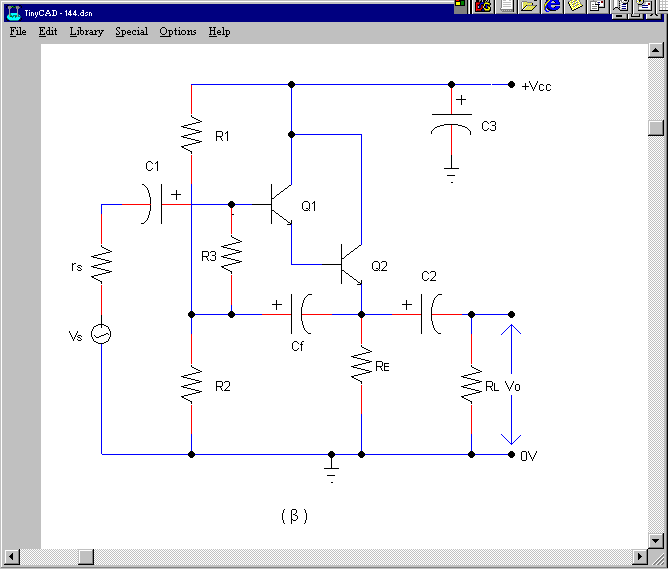 TinyCAD - 144.dsn
File Edit Library Special Options Help
+Vcc
+
C3
R1
C1
+
Q1
R3
rs
Q2
C2
+
+
Vs
Cf
RE
R2
RL
Vo
0V
(β)